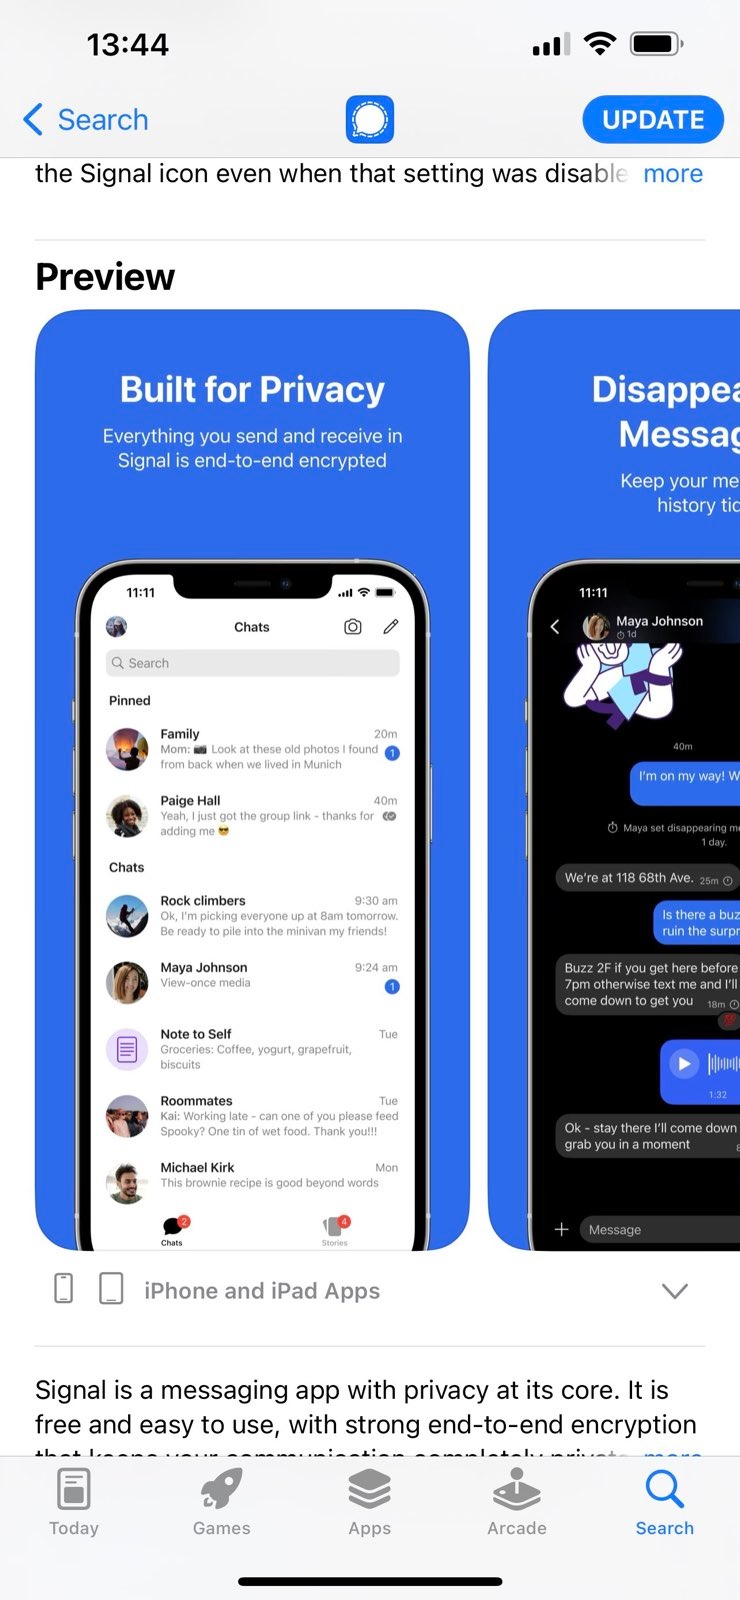 13:44
Search
UPDATE
the Signal icon even when that setting was disable more
Preview
Built for Privacy
Everything you send and receive in
Signal is end-to-end encrypted
11:11
Chats
Search
Pinned
Family 20m
Mom: 📷 Look at these old photos I found 1
from back when we lived in Munich
Paige Hall 40m
Yeah, I just got the group link - thanks for
adding me 😎
Chats
Rock climbers 9:30 am
Ok, I'm picking everyone up at 8am tomorrow.
Be ready to pile into the minivan my friends!
Maya Johnson 9:24 am
View-once media 1
Note to Self Tue
Groceries: Coffee, yogurt, grapefruit,
biscuits
Roommates Tue
Kai: Working late - can one of you please feed
Spooky? One tin of wet food. Thank you!!!
Michael Kirk Mon
This brownie recipe is good beyond words
2 4
Chats Stories
Disappea
Messag
Keep your me
history tid
11:11
Maya Johnson
1d
40m
I'm on my way! W
Maya set disappearing me
1 day.
We're at 118 68th Ave. 25m
Is there a buz
ruin the surpr
Buzz 2F if you get here before
7pm otherwise text me and I'll
come down to get you 18m
💯
1:32
Ok - stay there I'll come down
grab you in a moment
Message
iPhone and iPad Apps
Signal is a messaging app with privacy at its core. It is
free and easy to use, with strong end-to-end encryption
that keeps your communication completely private more
Today Games Apps Arcade Search